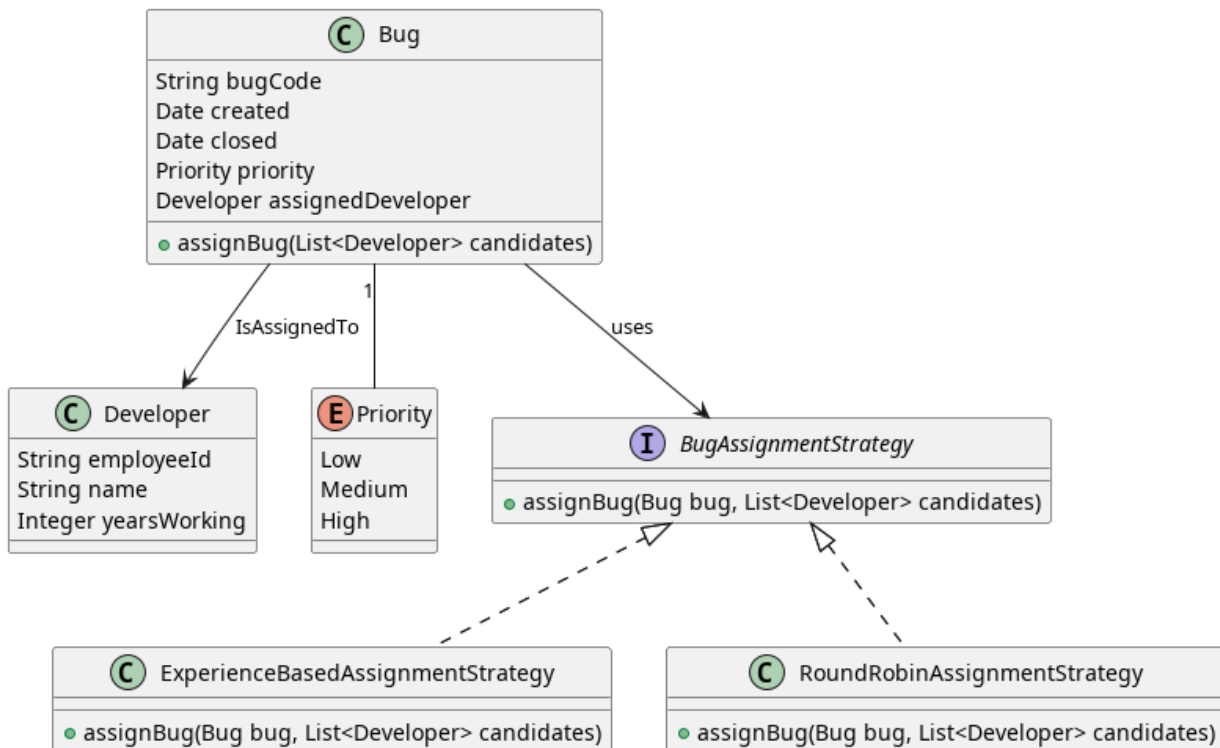 C Bug
String bugCode
Date created
Date closed
Priority priority
Developer assignedDeveloper
assignBug(List<Developer> candidates)
1
IsAssignedTo
uses
C Developer
String employeeId
String name
Integer yearsWorking
E Priority
Low
Medium
High
I BugAssignmentStrategy
assignBug(Bug bug, List<Developer> candidates)
C ExperienceBasedAssignmentStrategy
assignBug(Bug bug, List<Developer> candidates)
C RoundRobinAssignmentStrategy
assignBug(Bug bug, List<Developer> candidates)